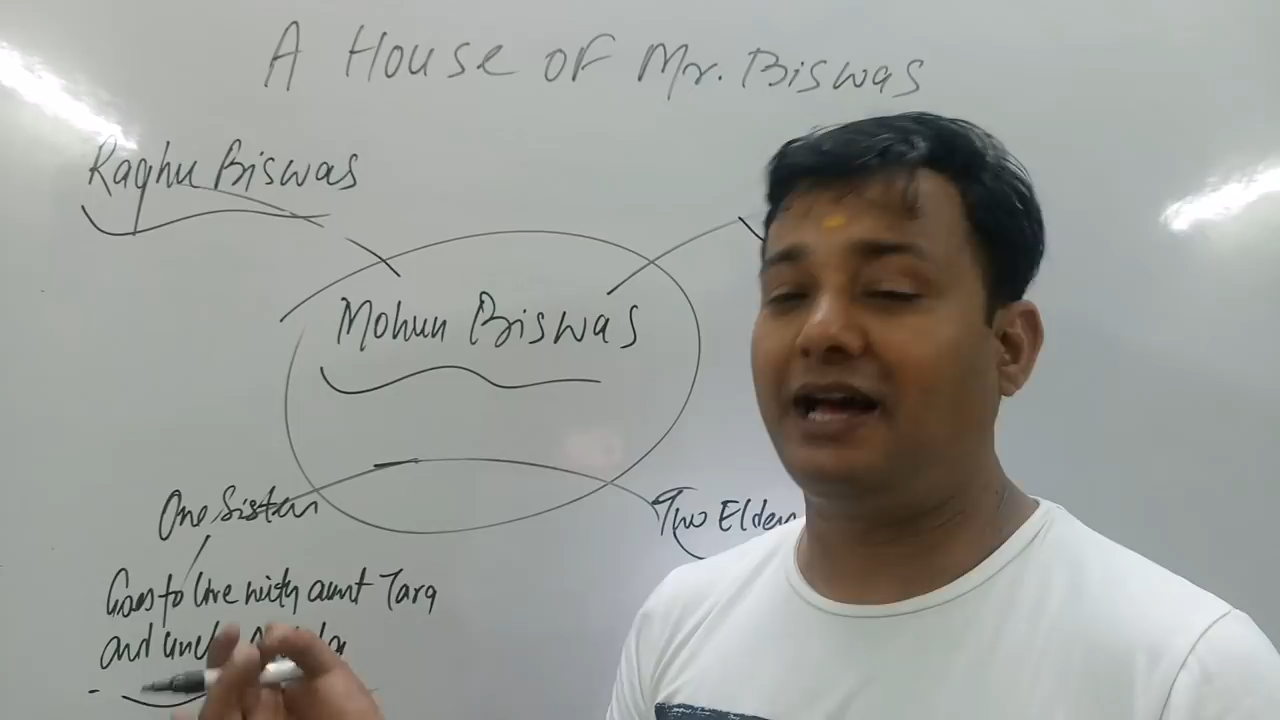 A House of Mr. Biswas
Raghu Biswas
Mohun Biswas
One Sister
Two Elder
Goes to live with aunt Tara
and